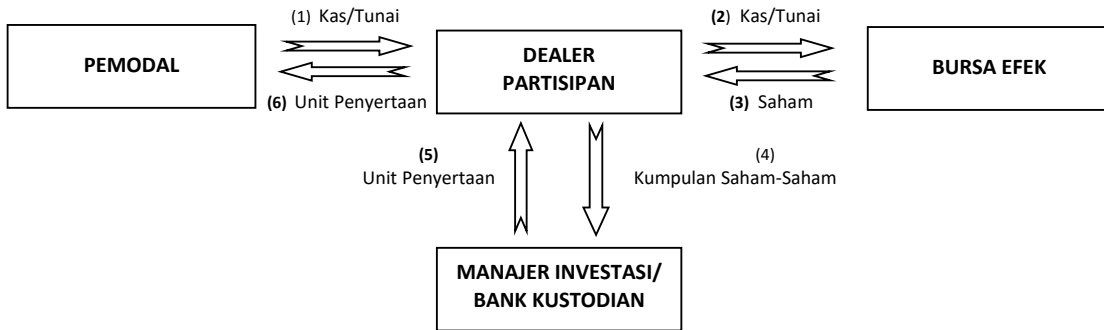 (1) Kas/Tunai
(2) Kas/Tunai
PEMODAL
DEALER
PARTISIPAN
BURSA EFEK
(6) Unit Penyertaan
(3) Saham
(5)
Unit Penyertaan
(4)
Kumpulan Saham-Saham
MANAJER INVESTASI/
BANK KUSTODIAN